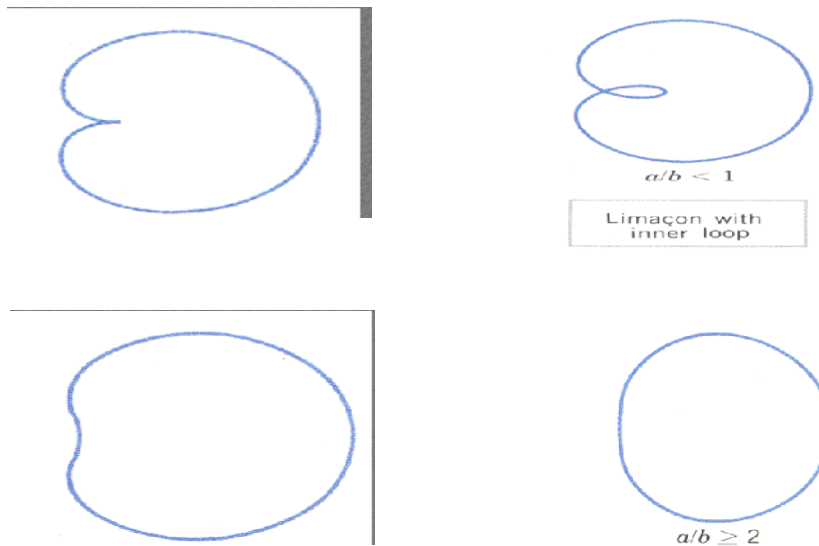 a/b < 1
Limaçon with
inner loop
a/b ≥ 2